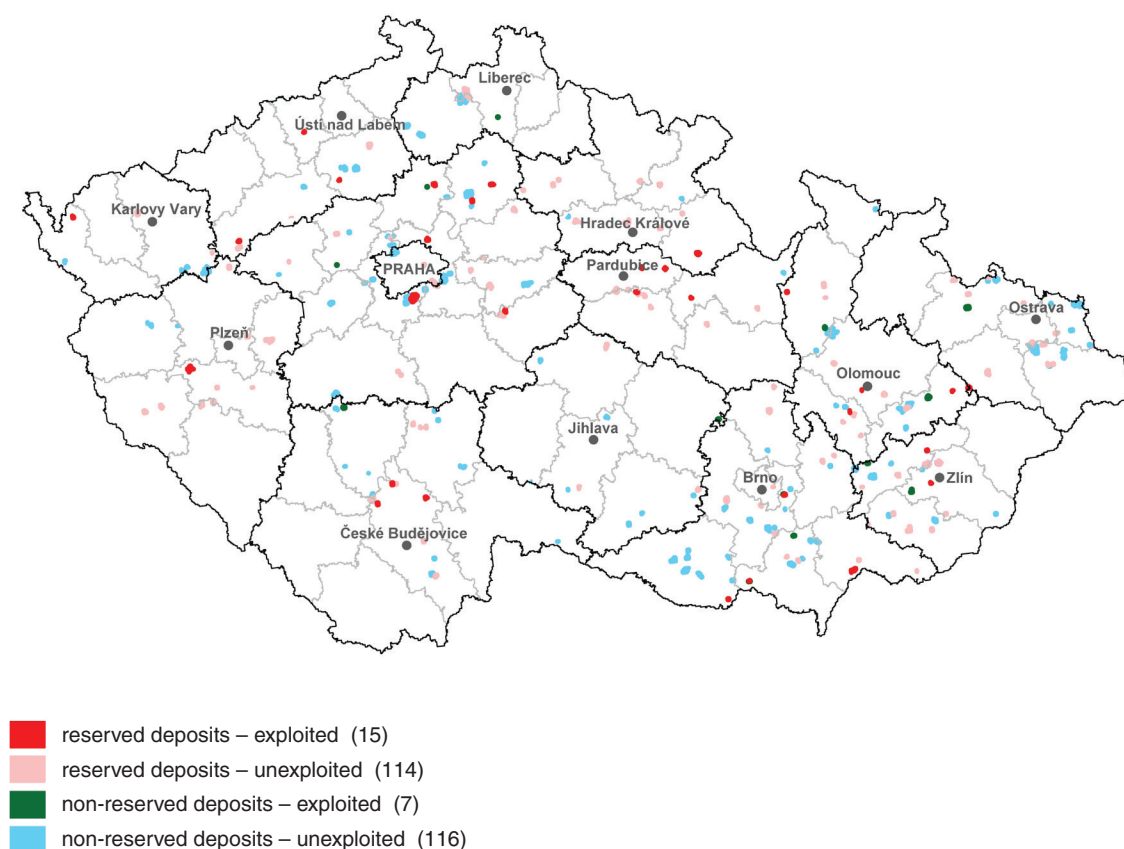 Liberec
Ústí nad Labem
Karlovy Vary
Hradec Králové
PRAHA
Pardubice
Ostrava
Plzeň
Olomouc
Jihlava
Brno
Zlín
České Budějovice
reserved deposits – exploited (15)
reserved deposits – unexploited (114)
non-reserved deposits – exploited (7)
non-reserved deposits – unexploited (116)